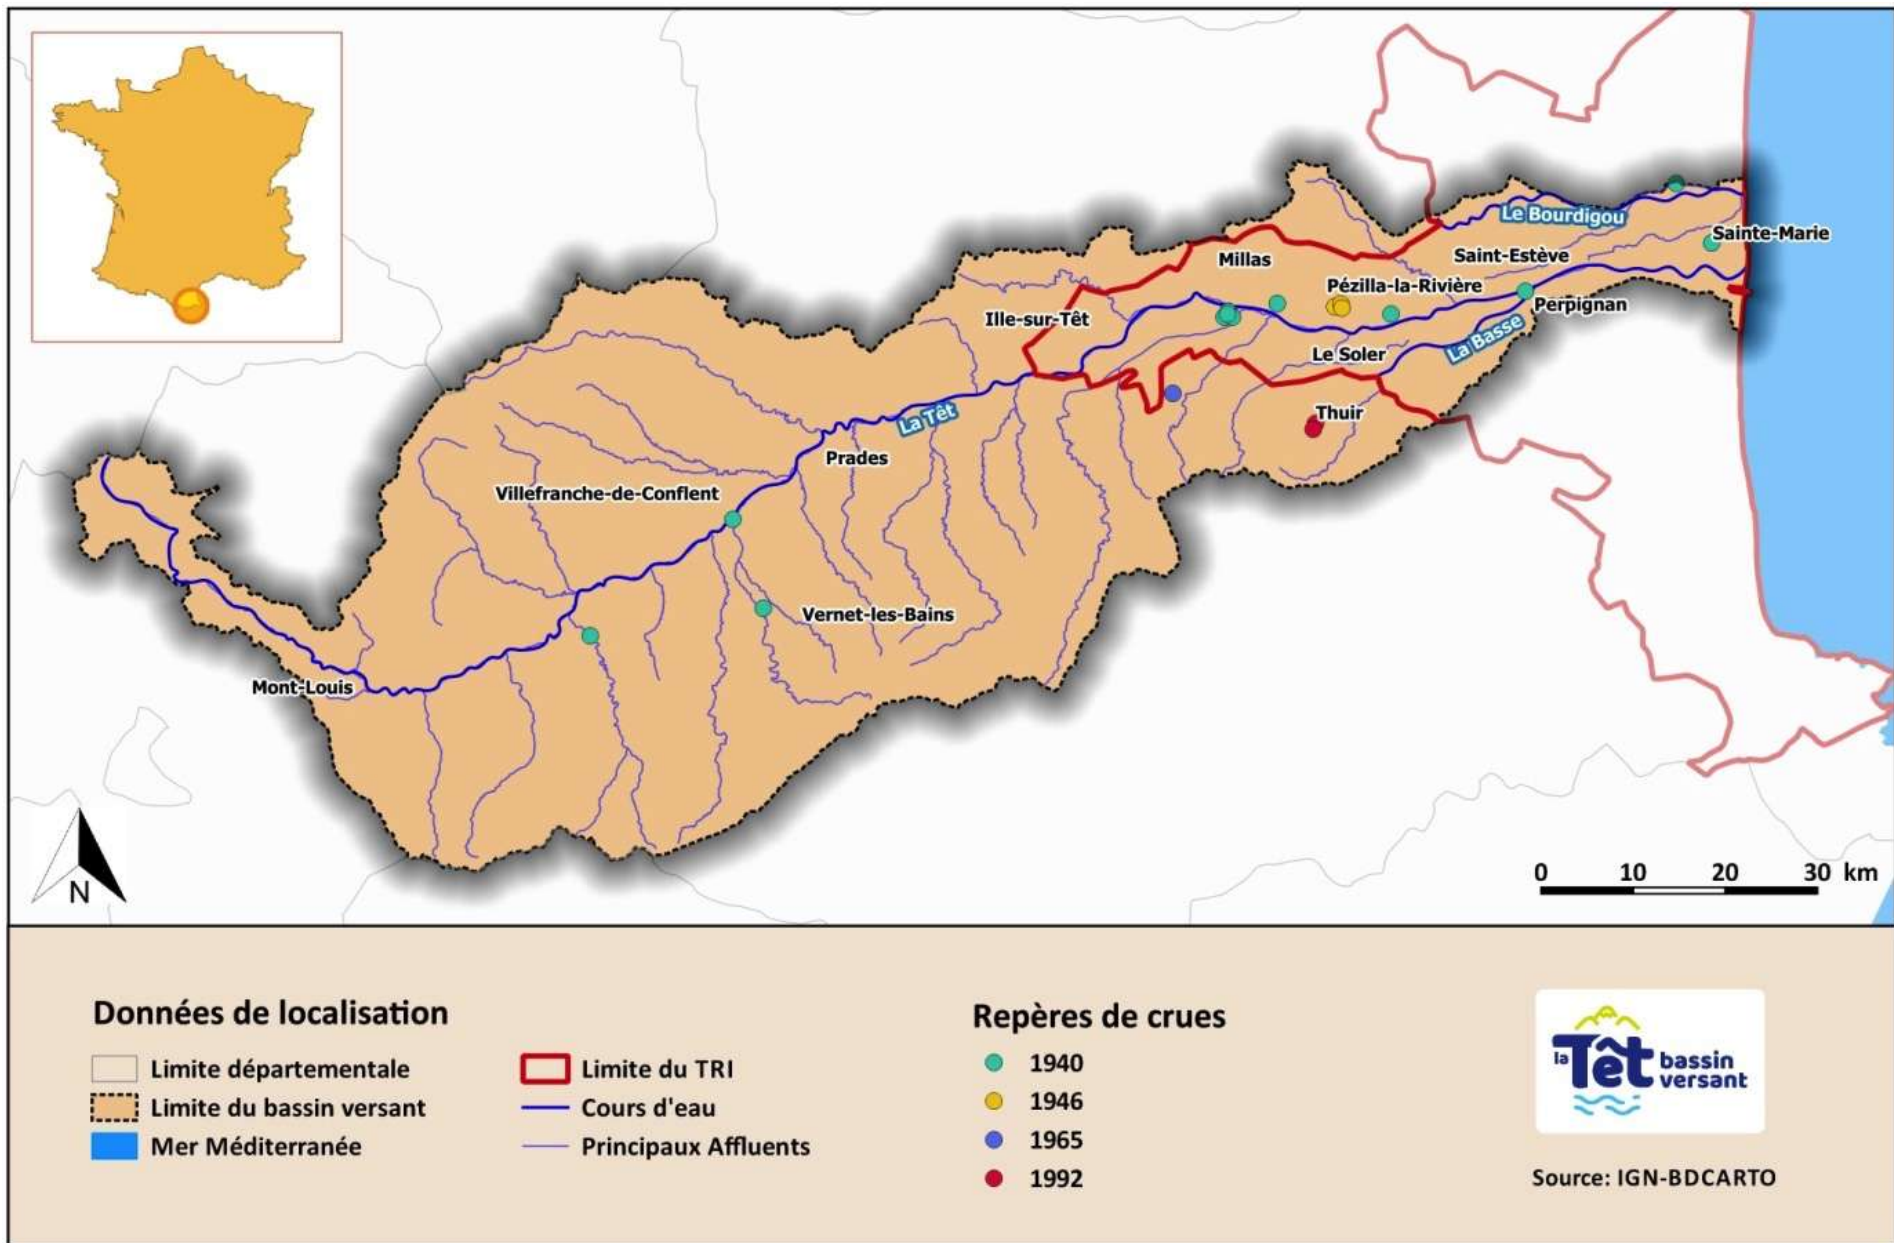 Le Bourdigou
Sainte-Marie
Millas
Saint-Estève
Pézilla-la-Rivière
Ille-sur-Têt
Perpignan
Le Soler
La Basse
Thuir
La Têt
Prades
Villefranche-de-Conflent
Vernet-les-Bains
Mont-Louis
N
0 10 20 30 km
Données de localisation
Limite départementale
Limite du bassin versant
Mer Méditerranée
Limite du TRI
Cours d'eau
Principaux Affluents
Repères de crues
1940
1946
1965
1992
la Têt bassin
versant
Source: IGN-BDCARTO